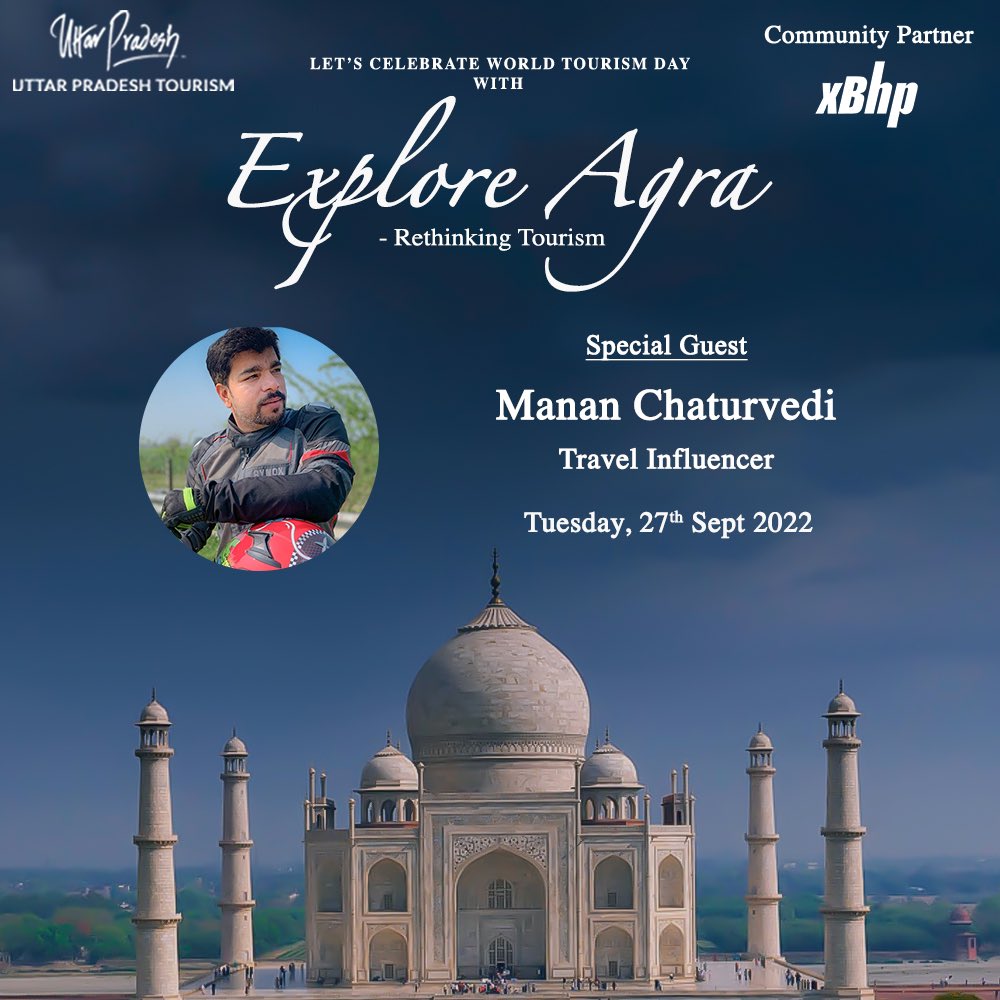 Uttar Pradesh
UTTAR PRADESH TOURISM
Community Partner
xBhp
LET'S CELEBRATE WORLD TOURISM DAY
WITH
Explore Agra
- Rethinking Tourism
Special Guest
Manan Chaturvedi
Travel Influencer
Tuesday, 27th Sept 2022